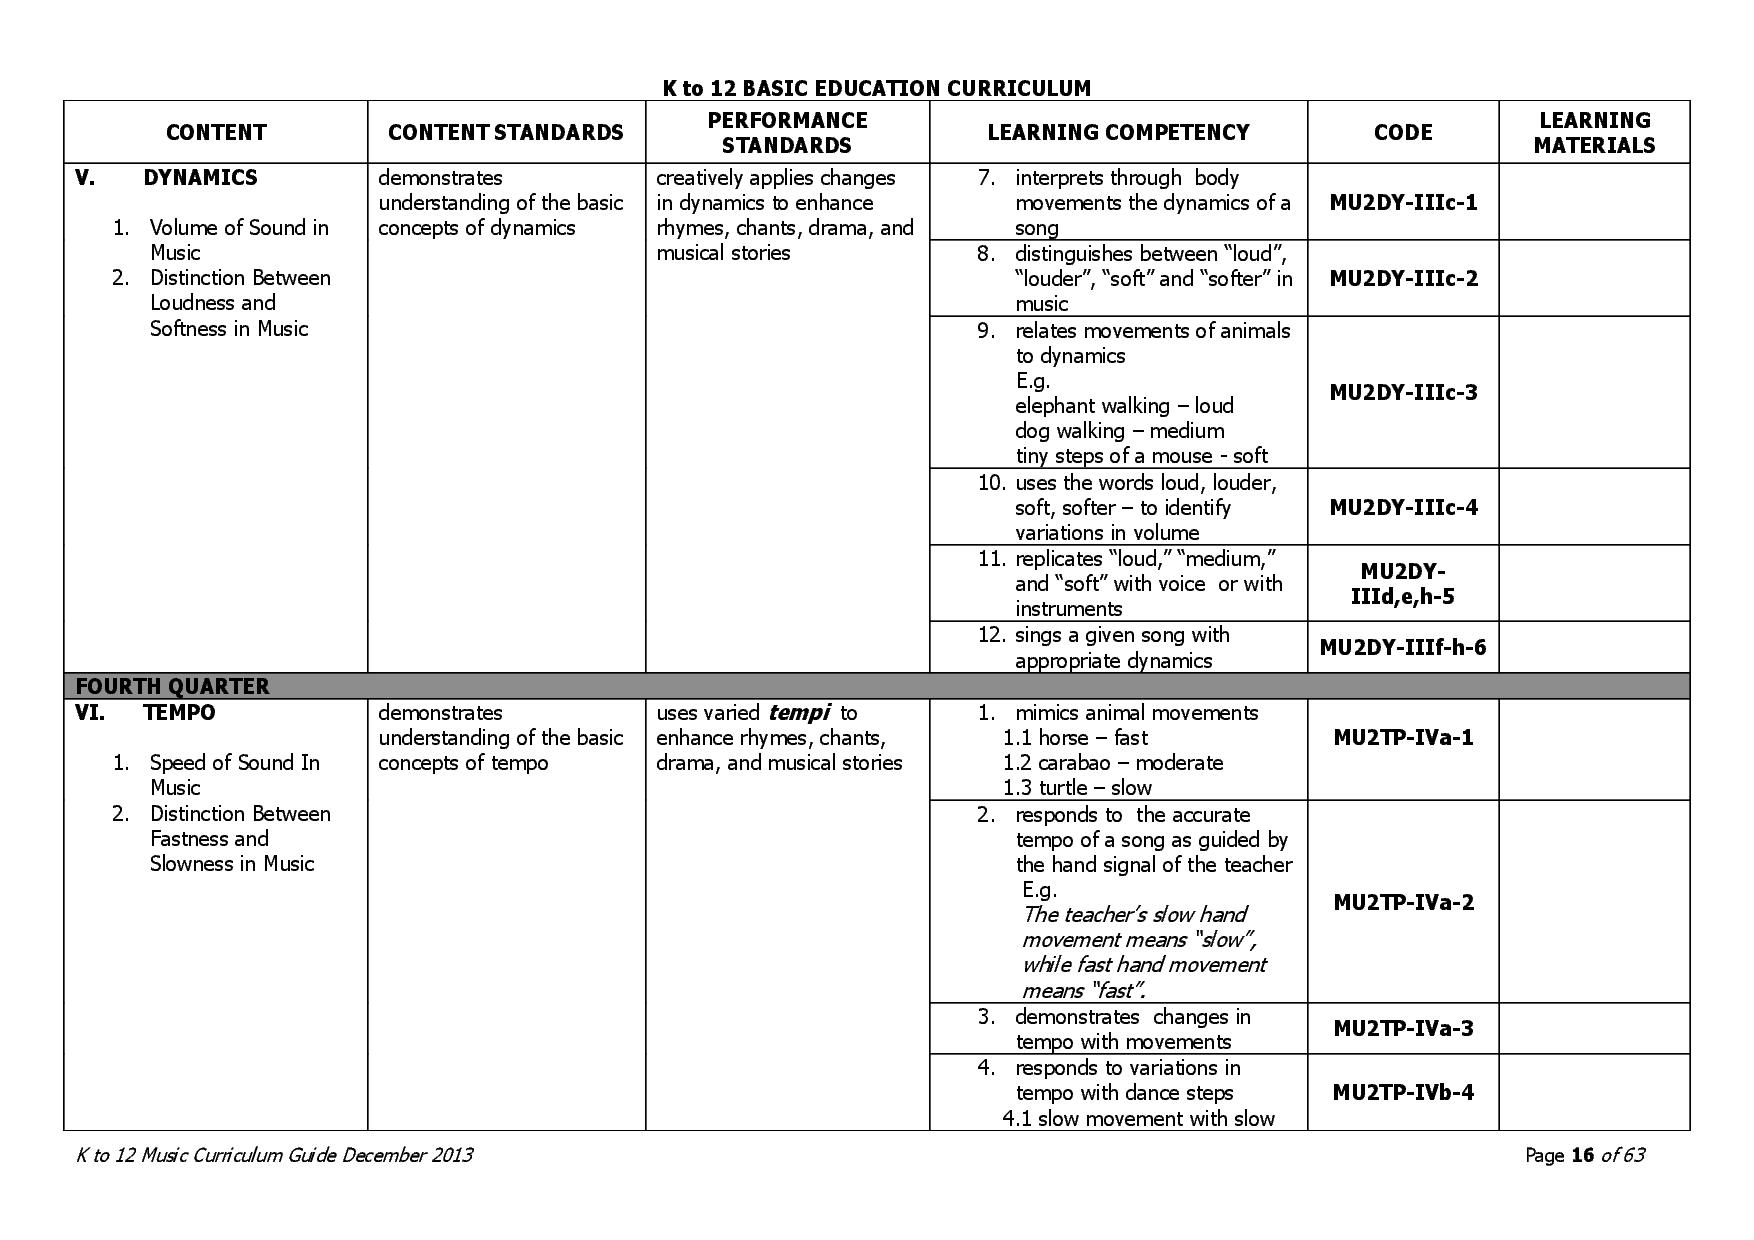 K to 12 BASIC EDUCATION CURRICULUM
CONTENT
CONTENT STANDARDS
PERFORMANCE
STANDARDS
LEARNING COMPETENCY
CODE
LEARNING
MATERIALS
V. DYNAMICS
1. Volume of Sound in
Music
2. Distinction Between
Loudness and
Softness in Music
demonstrates
understanding of the basic
concepts of dynamics
creatively applies changes
in dynamics to enhance
rhymes, chants, drama, and
musical stories
7. interprets through body
movements the dynamics of a
song
MU2DY-IIIc-1
8. distinguishes between “loud”,
“louder”, “soft” and “softer” in
music
MU2DY-IIIc-2
9. relates movements of animals
to dynamics
E.g.
elephant walking – loud
dog walking – medium
tiny steps of a mouse - soft
MU2DY-IIIc-3
10. uses the words loud, louder,
soft, softer – to identify
variations in volume
MU2DY-IIIc-4
11. replicates “loud,” “medium,”
and “soft” with voice or with
instruments
MU2DY-
IIId,e,h-5
12. sings a given song with
appropriate dynamics
MU2DY-IIIf-h-6
FOURTH QUARTER
VI. TEMPO
1. Speed of Sound In
Music
2. Distinction Between
Fastness and
Slowness in Music
demonstrates
understanding of the basic
concepts of tempo
uses varied tempi to
enhance rhymes, chants,
drama, and musical stories
1. mimics animal movements
1.1 horse – fast
1.2 carabao – moderate
1.3 turtle – slow
MU2TP-IVa-1
2. responds to the accurate
tempo of a song as guided by
the hand signal of the teacher
E.g.
The teacher’s slow hand
movement means “slow”,
while fast hand movement
means “fast”.
MU2TP-IVa-2
3. demonstrates changes in
tempo with movements
MU2TP-IVa-3
4. responds to variations in
tempo with dance steps
4.1 slow movement with slow
MU2TP-IVb-4
K to 12 Music Curriculum Guide December 2013
Page 16 of 63